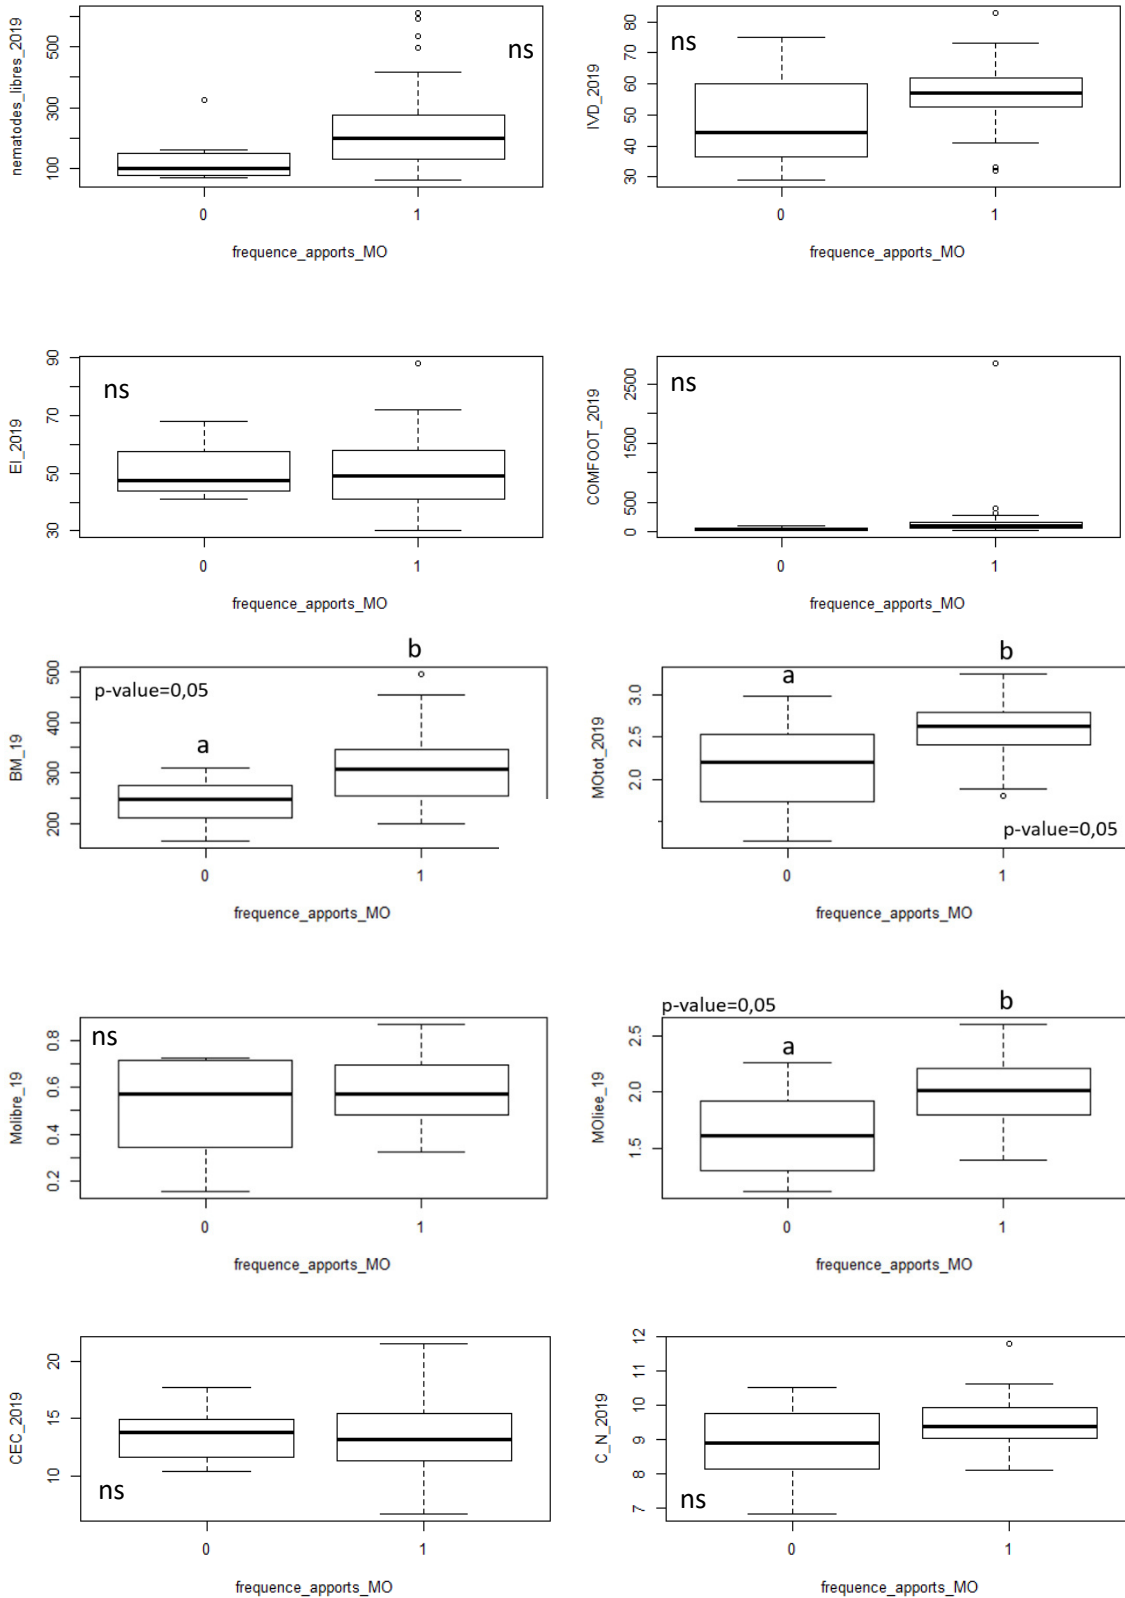 nematodes_libres_2019
500
300
100
ns
0
1
frequence_apports_MO
IVD_2019
80
70
60
50
40
30
ns
0
1
frequence_apports_MO
EI_2019
90
70
50
30
ns
0
1
frequence_apports_MO
COMFOOT_2019
2500
1500
500
0
ns
0
1
frequence_apports_MO
BM_19
500
400
300
200
p-value=0,05
a
b
0
1
frequence_apports_MO
MOtot_2019
3.0
2.5
2.0
a
b
p-value=0,05
0
1
frequence_apports_MO
Molibre_19
0.8
0.6
0.4
0.2
ns
0
1
frequence_apports_MO
MOliee_19
2.5
2.0
1.5
p-value=0,05
a
b
0
1
frequence_apports_MO
CEC_2019
20
15
10
ns
0
1
frequence_apports_MO
C_N_2019
12
11
10
9
8
7
ns
0
1
frequence_apports_MO